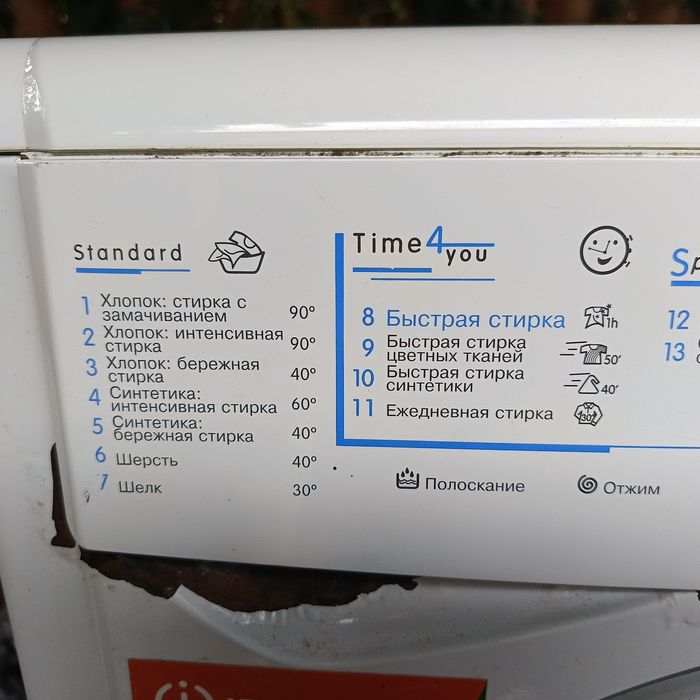 Standard
1 Хлопок: стирка с
замачиванием 90°
2 Хлопок: интенсивная
стирка 90°
3 Хлопок: бережная
стирка 40°
4 Синтетика:
интенсивная стирка 60°
5 Синтетика:
бережная стирка 40°
6 Шерсть 40°
7 Шелк 30°
Time 4 you
8 Быстрая стирка 1h
9 Быстрая стирка
цветных тканей 50'
10 Быстрая стирка
синтетики 40'
11 Ежедневная стирка 30'
Полоскание
Отжим
12
13